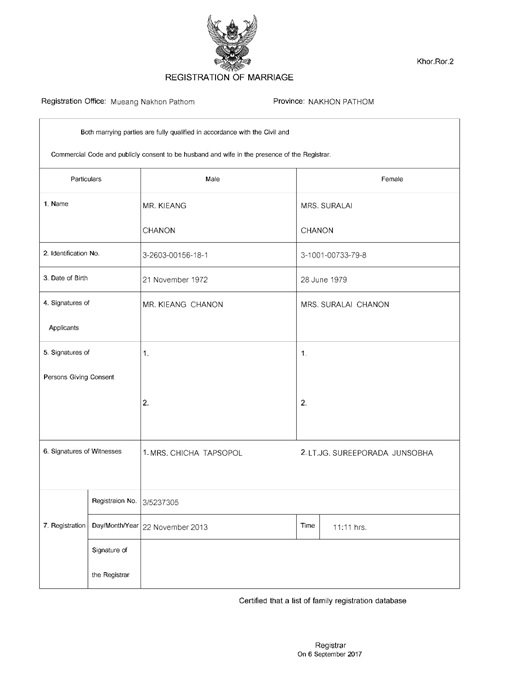 REGISTRATION OF MARRIAGE
Khor.Ror.2
Registration Office: Mueang Nakhon Pathom Province: NAKHON PATHOM
Both marrying parties are fully qualified in accordance with the Civil and
Commercial Code and publicly consent to be husband and wife in the presence of the Registrar.
Particulars Male Female
1. Name MR. KIEANG MRS. SURALAI
CHANON CHANON
2. Identification No. 3-2603-00156-18-1 3-1001-00733-79-8
3. Date of Birth 21 November 1972 28 June 1979
4. Signatures of MR. KIEANG CHANON MRS. SURALAI CHANON
Applicants
5. Signatures of 1. 1.
Persons Giving Consent
2. 2.
6. Signatures of Witnesses 1. MRS. CHICHA TAPSOPOL 2. LT.JG. SUREEPORADA JUNSOBHA
Registraion No. 3/5237305
7. Registration Day/Month/Year 22 November 2013 Time 11:11 hrs.
Signature of
the Registrar
Certified that a list of family registration database
Registrar
On 6 September 2017